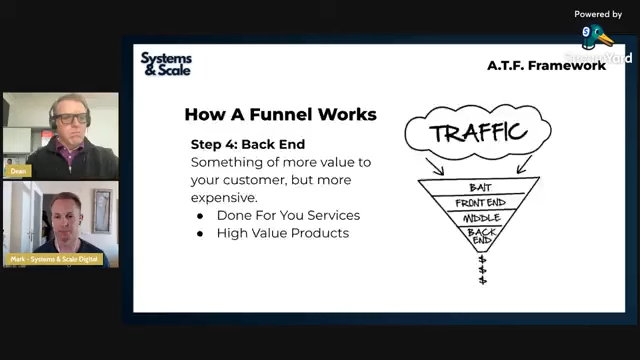 Powered by
Systems
& Scale
A.T.F. Framework
How A Funnel Works
Step 4: Back End
Something of more value to
your customer, but more
expensive.
● Done For You Services
● High Value Products
TRAFFIC
BAIT
FRONT END
MIDDLE
BACK
END
$
$
$
Dean
Mark - Systems & Scale Digital